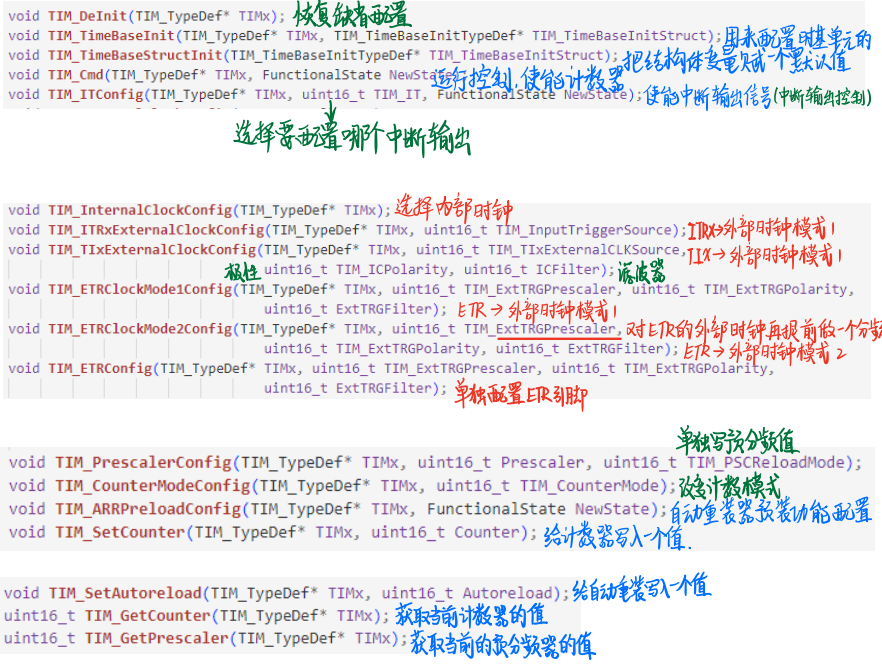 void TIM_DeInit(TIM_TypeDef* TIMx); 恢复缺省配置
void TIM_TimeBaseInit(TIM_TypeDef* TIMx, TIM_TimeBaseInitTypeDef* TIM_TimeBaseInitStruct); 用来配置时基单元的
void TIM_TimeBaseStructInit(TIM_TimeBaseInitTypeDef* TIM_TimeBaseInitStruct); 把结构体变量赋一个默认值
void TIM_Cmd(TIM_TypeDef* TIMx, FunctionalState NewState 运行控制,使能计数器
void TIM_ITConfig(TIM_TypeDef* TIMx, uint16_t TIM_IT, FunctionalState NewState); 使能中断输出信号(中断输出控制)
选择要配置哪个中断输出
void TIM_InternalClockConfig(TIM_TypeDef* TIMx); 选择内部时钟
void TIM_ITRxExternalClockConfig(TIM_TypeDef* TIMx, uint16_t TIM_InputTriggerSource); ITRX→外部时钟模式1
void TIM_TIxExternalClockConfig(TIM_TypeDef* TIMx, uint16_t TIM_TIxExternalCLKSource, TIX→外部时钟模式1
极性 uint16_t TIM_ICPolarity, uint16_t ICFilter); 滤波器
void TIM_ETRClockMode1Config(TIM_TypeDef* TIMx, uint16_t TIM_ExtTRGPrescaler, uint16_t TIM_ExtTRGPolarity,
uint16_t ExtTRGFilter); ETR→外部时钟模式1
void TIM_ETRClockMode2Config(TIM_TypeDef* TIMx, uint16_t TIM_ExtTRGPrescaler, 对ETR的外部时钟再提前做一个分频
uint16_t TIM_ExtTRGPolarity, uint16_t ExtTRGFilter); ETR→外部时钟模式2
void TIM_ETRConfig(TIM_TypeDef* TIMx, uint16_t TIM_ExtTRGPrescaler, uint16_t TIM_ExtTRGPolarity,
uint16_t ExtTRGFilter); 单独配置ETR引脚
单独写预分频值
void TIM_PrescalerConfig(TIM_TypeDef* TIMx, uint16_t Prescaler, uint16_t TIM_PSCReloadMode);
void TIM_CounterModeConfig(TIM_TypeDef* TIMx, uint16_t TIM_CounterMode); 改变计数模式
void TIM_ARRPreloadConfig(TIM_TypeDef* TIMx, FunctionalState NewState); 自动重装器预装功能配置
void TIM_SetCounter(TIM_TypeDef* TIMx, uint16_t Counter); 给计数器写入一个值.
void TIM_SetAutoreload(TIM_TypeDef* TIMx, uint16_t Autoreload); 给自动重装写入一个值
uint16_t TIM_GetCounter(TIM_TypeDef* TIMx); 获取当前计数器的值
uint16_t TIM_GetPrescaler(TIM_TypeDef* TIMx); 获取当前的预分频器的值